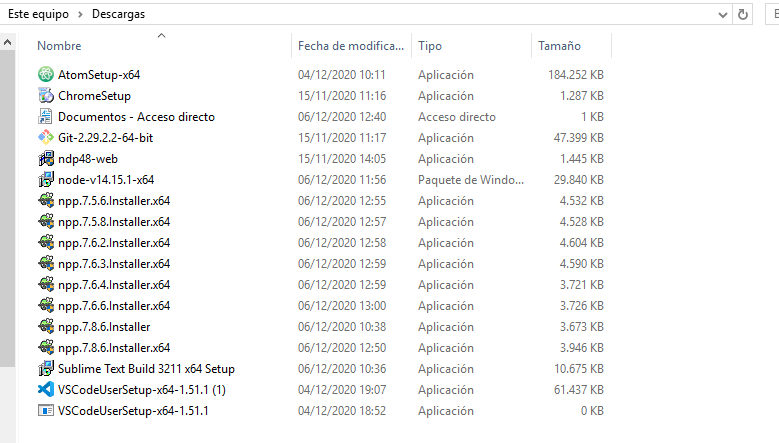 Este equipo > Descargas
Nombre Fecha de modifica... Tipo Tamaño
AtomSetup-x64 04/12/2020 10:11 Aplicación 184.252 KB
ChromeSetup 15/11/2020 11:16 Aplicación 1.287 KB
Documentos - Acceso directo 06/12/2020 12:40 Acceso directo 1 KB
Git-2.29.2.2-64-bit 15/11/2020 11:17 Aplicación 47.399 KB
ndp48-web 15/11/2020 14:05 Aplicación 1.445 KB
node-v14.15.1-x64 06/12/2020 11:56 Paquete de Windo... 29.840 KB
npp.7.5.6.Installer.x64 06/12/2020 12:55 Aplicación 4.532 KB
npp.7.5.8.Installer.x64 06/12/2020 12:57 Aplicación 4.528 KB
npp.7.6.2.Installer.x64 06/12/2020 12:58 Aplicación 4.604 KB
npp.7.6.3.Installer.x64 06/12/2020 12:59 Aplicación 4.590 KB
npp.7.6.4.Installer.x64 06/12/2020 12:59 Aplicación 3.721 KB
npp.7.6.6.Installer.x64 06/12/2020 13:00 Aplicación 3.726 KB
npp.7.8.6.Installer 06/12/2020 10:38 Aplicación 3.673 KB
npp.7.8.6.Installer.x64 06/12/2020 12:50 Aplicación 3.946 KB
Sublime Text Build 3211 x64 Setup 06/12/2020 10:36 Aplicación 10.675 KB
VSCodeUserSetup-x64-1.51.1 (1) 04/12/2020 19:07 Aplicación 61.437 KB
VSCodeUserSetup-x64-1.51.1 04/12/2020 18:52 Aplicación 0 KB